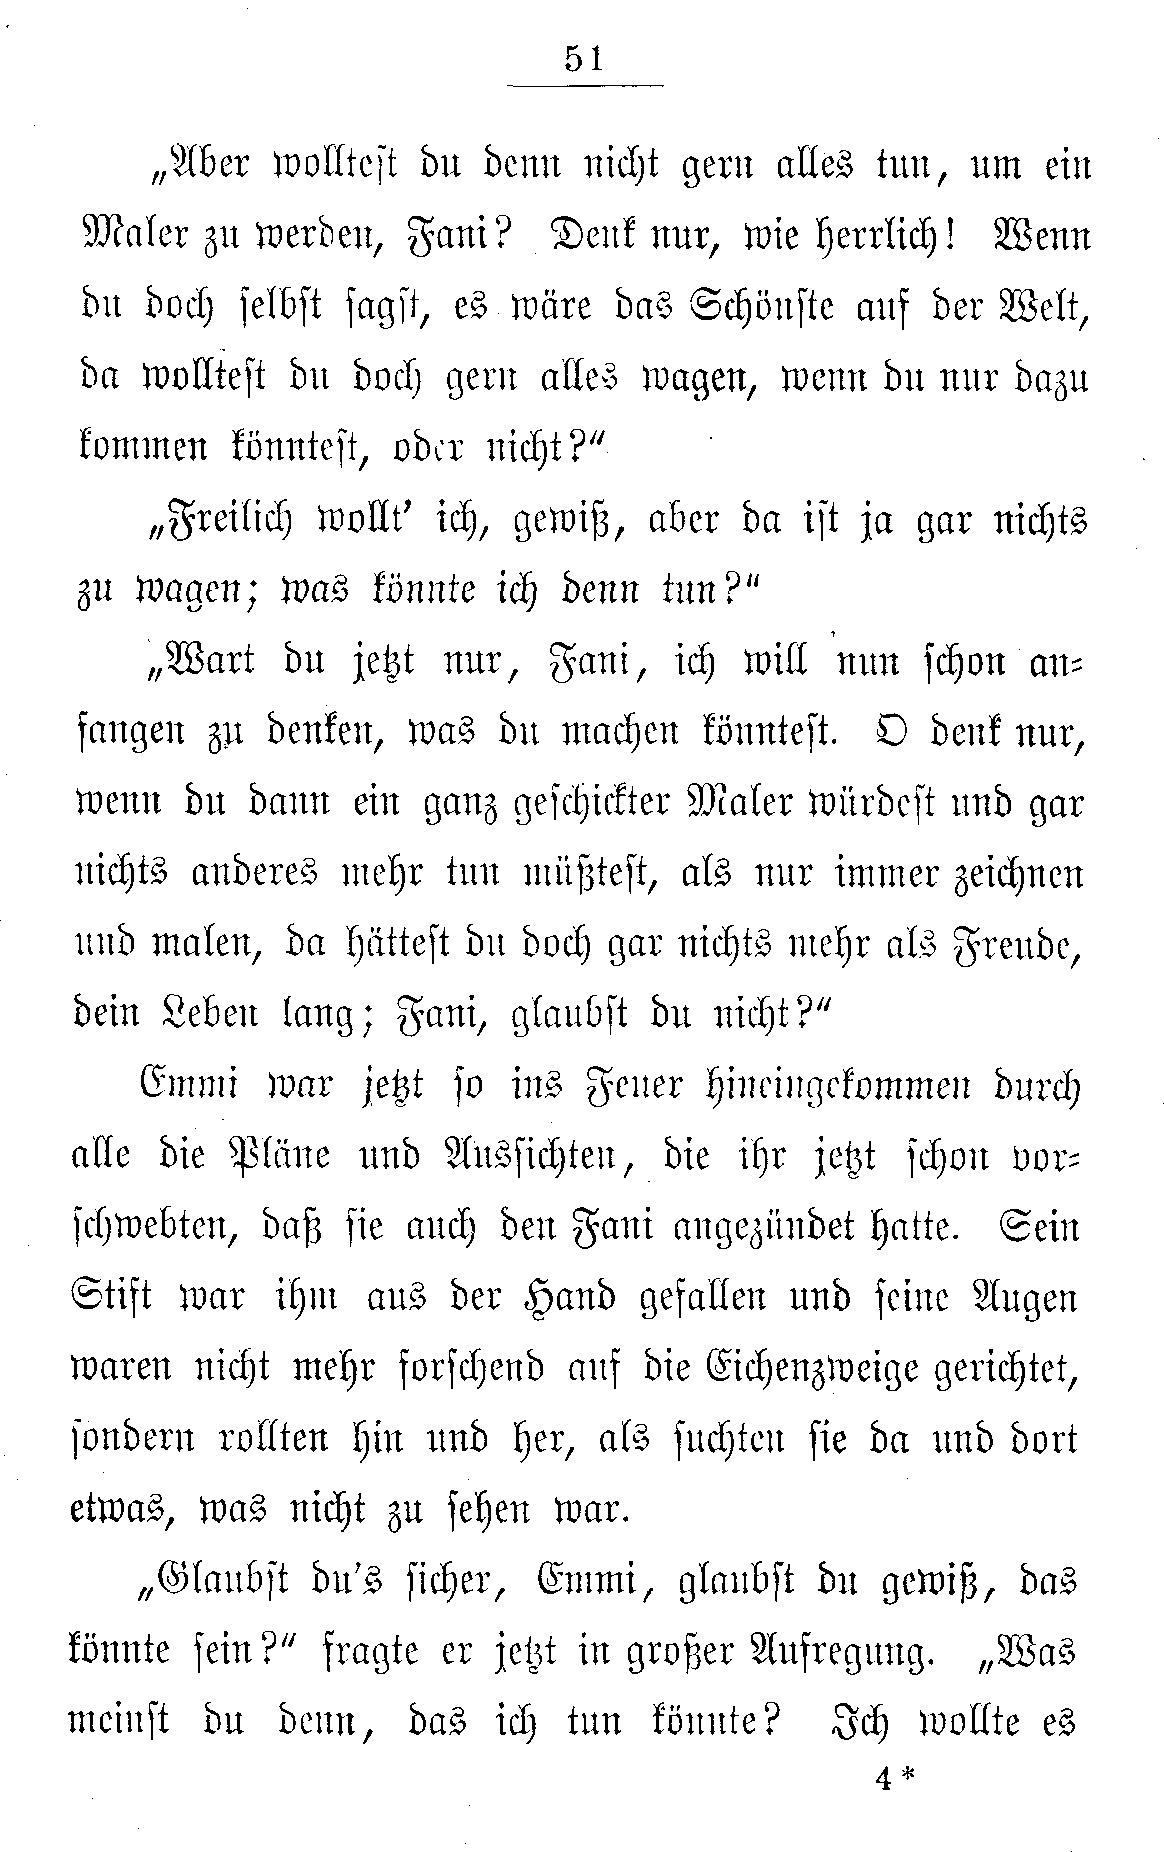 51
„Aber wolltest du denn nicht gern alles tun, um ein
Maler zu werden, Fani? Denk nur, wie herrlich! Wenn
du doch selbst sagst, es wäre das Schönste auf der Welt,
da wolltest du doch gern alles wagen, wenn du nur dazu
kommen könntest, oder nicht?“
„Freilich wollt’ ich, gewiß, aber da ist ja gar nichts
zu wagen; was könnte ich denn tun?“
„Wart du jetzt nur, Fani, ich will nun schon an-
fangen zu denken, was du machen könntest. O denk nur,
wenn du dann ein ganz geschickter Maler würdest und gar
nichts anderes mehr tun müßtest, als nur immer zeichnen
und malen, da hättest du doch gar nichts mehr als Freude,
dein Leben lang; Fani, glaubst du nicht?“
Emmi war jetzt so ins Feuer hineingekommen durch
alle die Pläne und Aussichten, die ihr jetzt schon vor-
schwebten, daß sie auch den Fani angezündet hatte. Sein
Stift war ihm aus der Hand gefallen und seine Augen
waren nicht mehr forschend auf die Eichenzweige gerichtet,
sondern rollten hin und her, als suchten sie da und dort
etwas, was nicht zu sehen war.
„Glaubst du’s sicher, Emmi, glaubst du gewiß, das
könnte sein?“ fragte er jetzt in großer Aufregung. „Was
meinst du denn, das ich tun könnte? Ich wollte es
4*